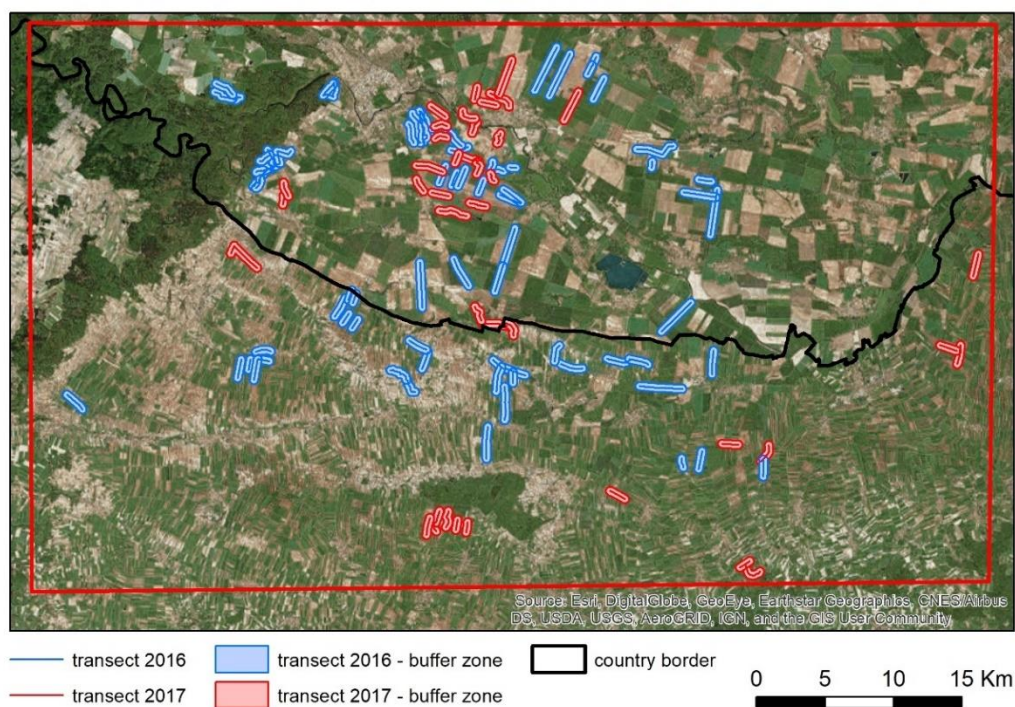 Source: Esri, DigitalGlobe, GeoEye, Earthstar Geographics, CNES/Airbus
DS, USDA, USGS, AeroGRID, IGN, and the GIS User Community
transect 2016 transect 2016 - buffer zone country border
transect 2017 transect 2017 - buffer zone
0 5 10 15 Km